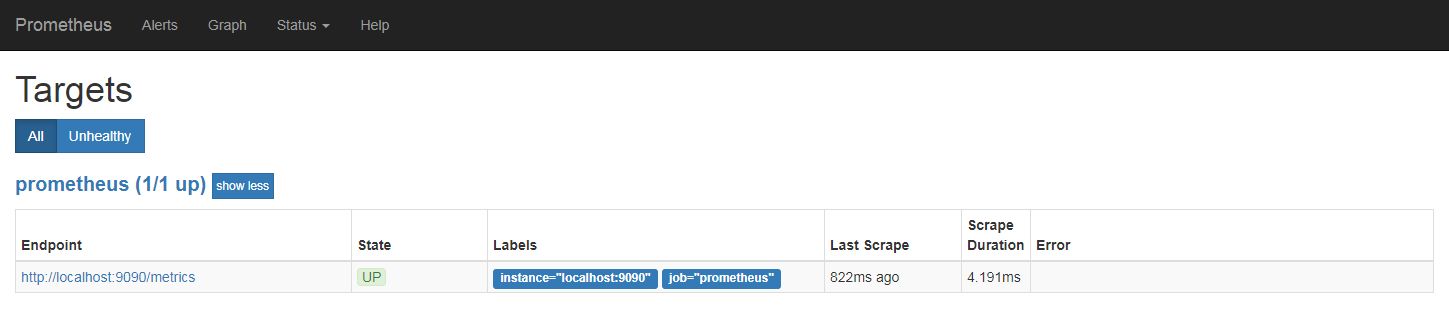 Prometheus Alerts Graph Status Help
Targets
All Unhealthy
prometheus (1/1 up) show less
Endpoint State Labels Last Scrape Scrape Duration Error
http://localhost:9090/metrics UP instance="localhost:9090" job="prometheus" 822ms ago 4.191ms